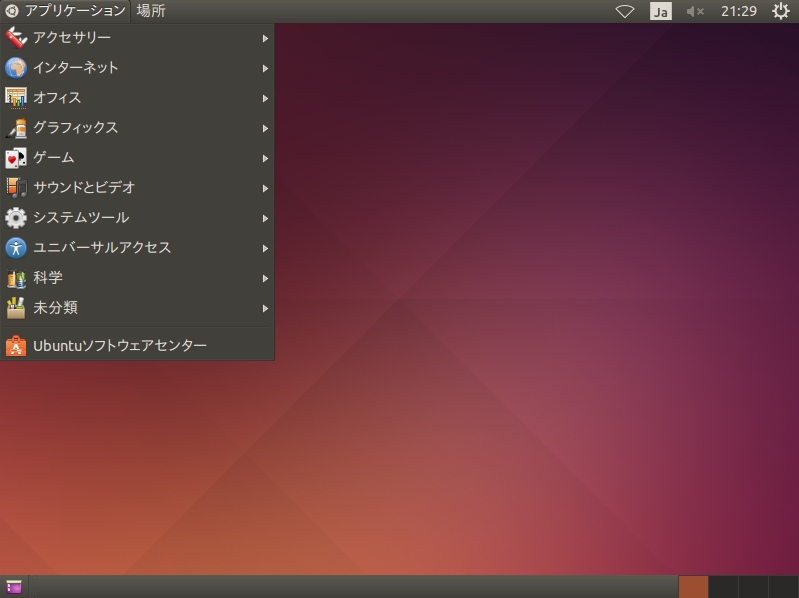 アプリケーション 場所 Ja 21:29
アクセサリー
インターネット
オフィス
グラフィックス
ゲーム
サウンドとビデオ
システムツール
ユニバーサルアクセス
科学
未分類
Ubuntuソフトウェアセンター